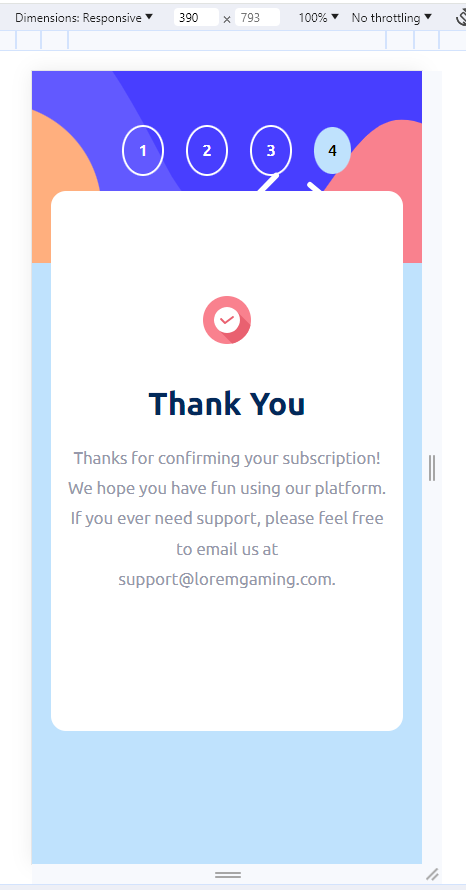 Dimensions: Responsive 390 × 793 100% No throttling
1 2 3 4
Thank You
Thanks for confirming your subscription!
We hope you have fun using our platform.
If you ever need support, please feel free
to email us at
support@loremgaming.com.